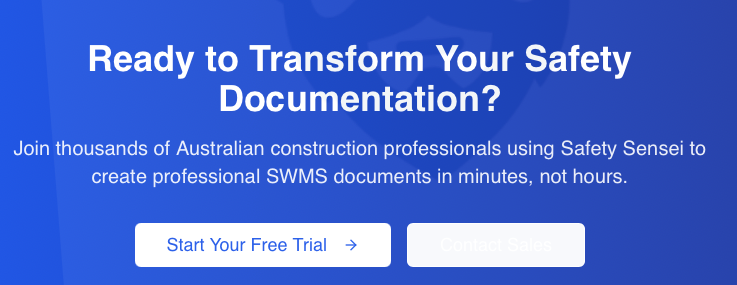 Ready to Transform Your Safety
Documentation?
Join thousands of Australian construction professionals using Safety Sensei to
create professional SWMS documents in minutes, not hours.
Start Your Free Trial →
Contact Sales